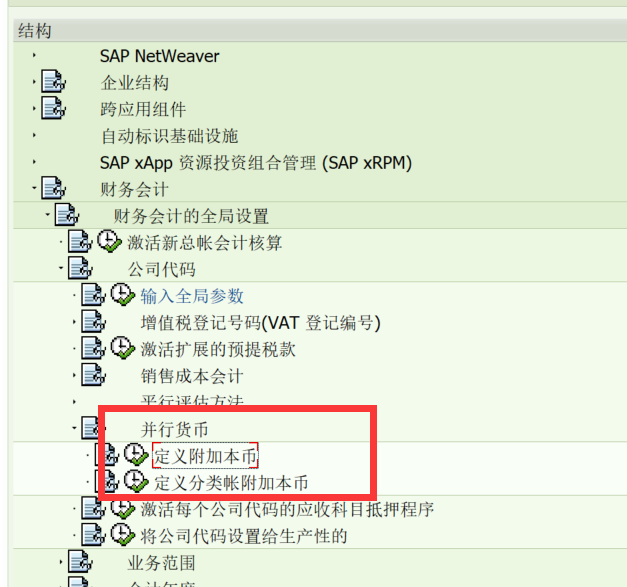 结构
SAP NetWeaver
企业结构
跨应用组件
自动标识基础设施
SAP xApp 资源投资组合管理 (SAP xRPM)
财务会计
财务会计的全局设置
激活新总帐会计核算
公司代码
输入全局参数
增值税登记号码(VAT 登记编号)
激活扩展的预提税款
销售成本会计
平行评估方法
并行货币
定义附加本币
定义分类帐附加本币
激活每个公司代码的应收科目抵押程序
将公司代码设置给生产性的
业务范围
会计年度